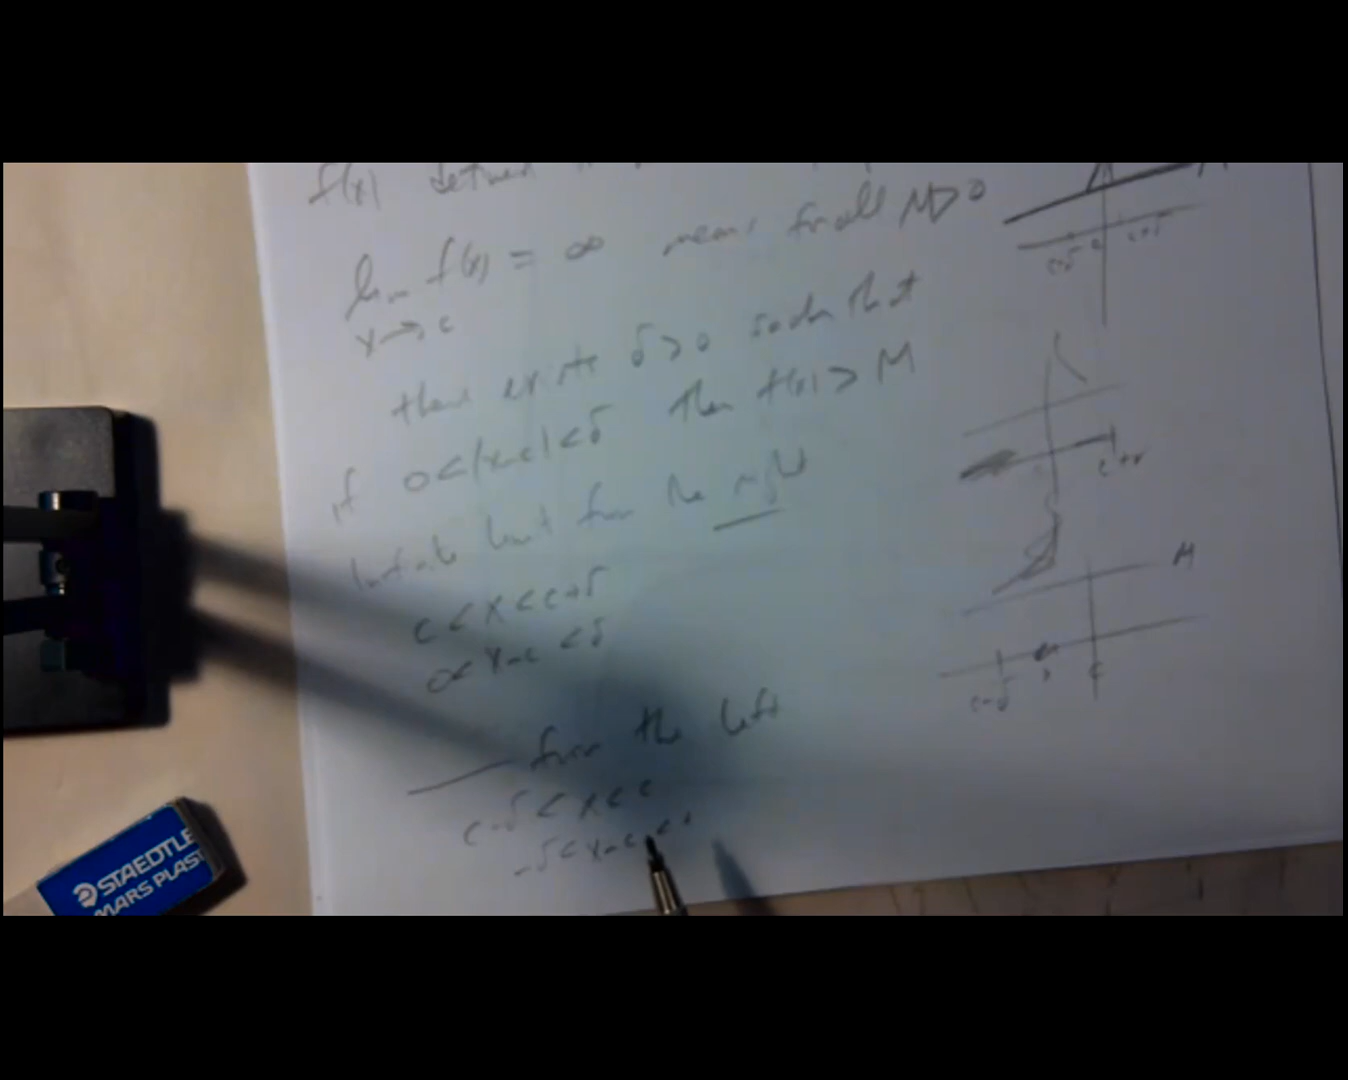 f(x) defined
lim f(x) = ∞ means for all M>0
x→c
there exists δ>0 such that
if 0<|x-c|<δ then f(x)>M
Infinite limit from the right
c<x<c+δ
0<x-c<δ
from the left
c-δ<x<c
-δ<x-c<0
c-δ c c+δ
c+δ
M
c-δ c
STAEDTLER
MARS PLAST